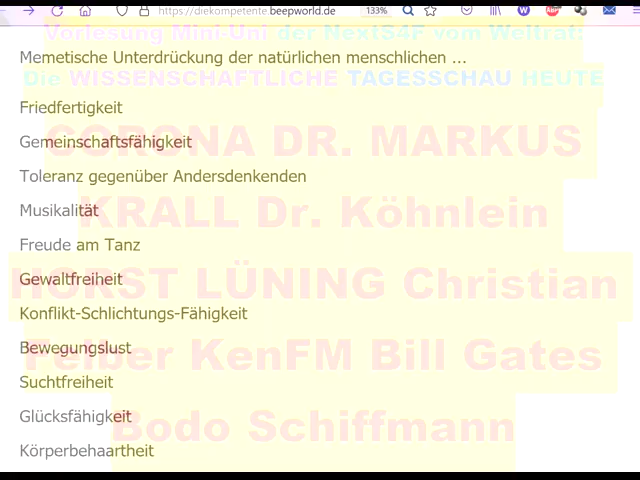 https://diekompetente.beepworld.de
133%
Vorlesung Mini-Uni der NextS4F vom Weltrat:
Memetische Unterdrückung der natürlichen menschlichen ...
Die WISSENSCHAFTLICHE TAGESSCHAU HEUTE
Friedfertigkeit
CORONA DR. MARKUS
Gemeinschaftsfähigkeit
Toleranz gegenüber Andersdenkenden
Musikalität
KRALL Dr. Köhnlein
Freude am Tanz
Gewaltfreiheit
HORST LÜNING Christian
Konflikt-Schlichtungs-Fähigkeit
Bewegungslust
Felber KenFM Bill Gates
Suchtfreiheit
Glücksfähigkeit
Bodo Schiffmann
Körperbehaartheit